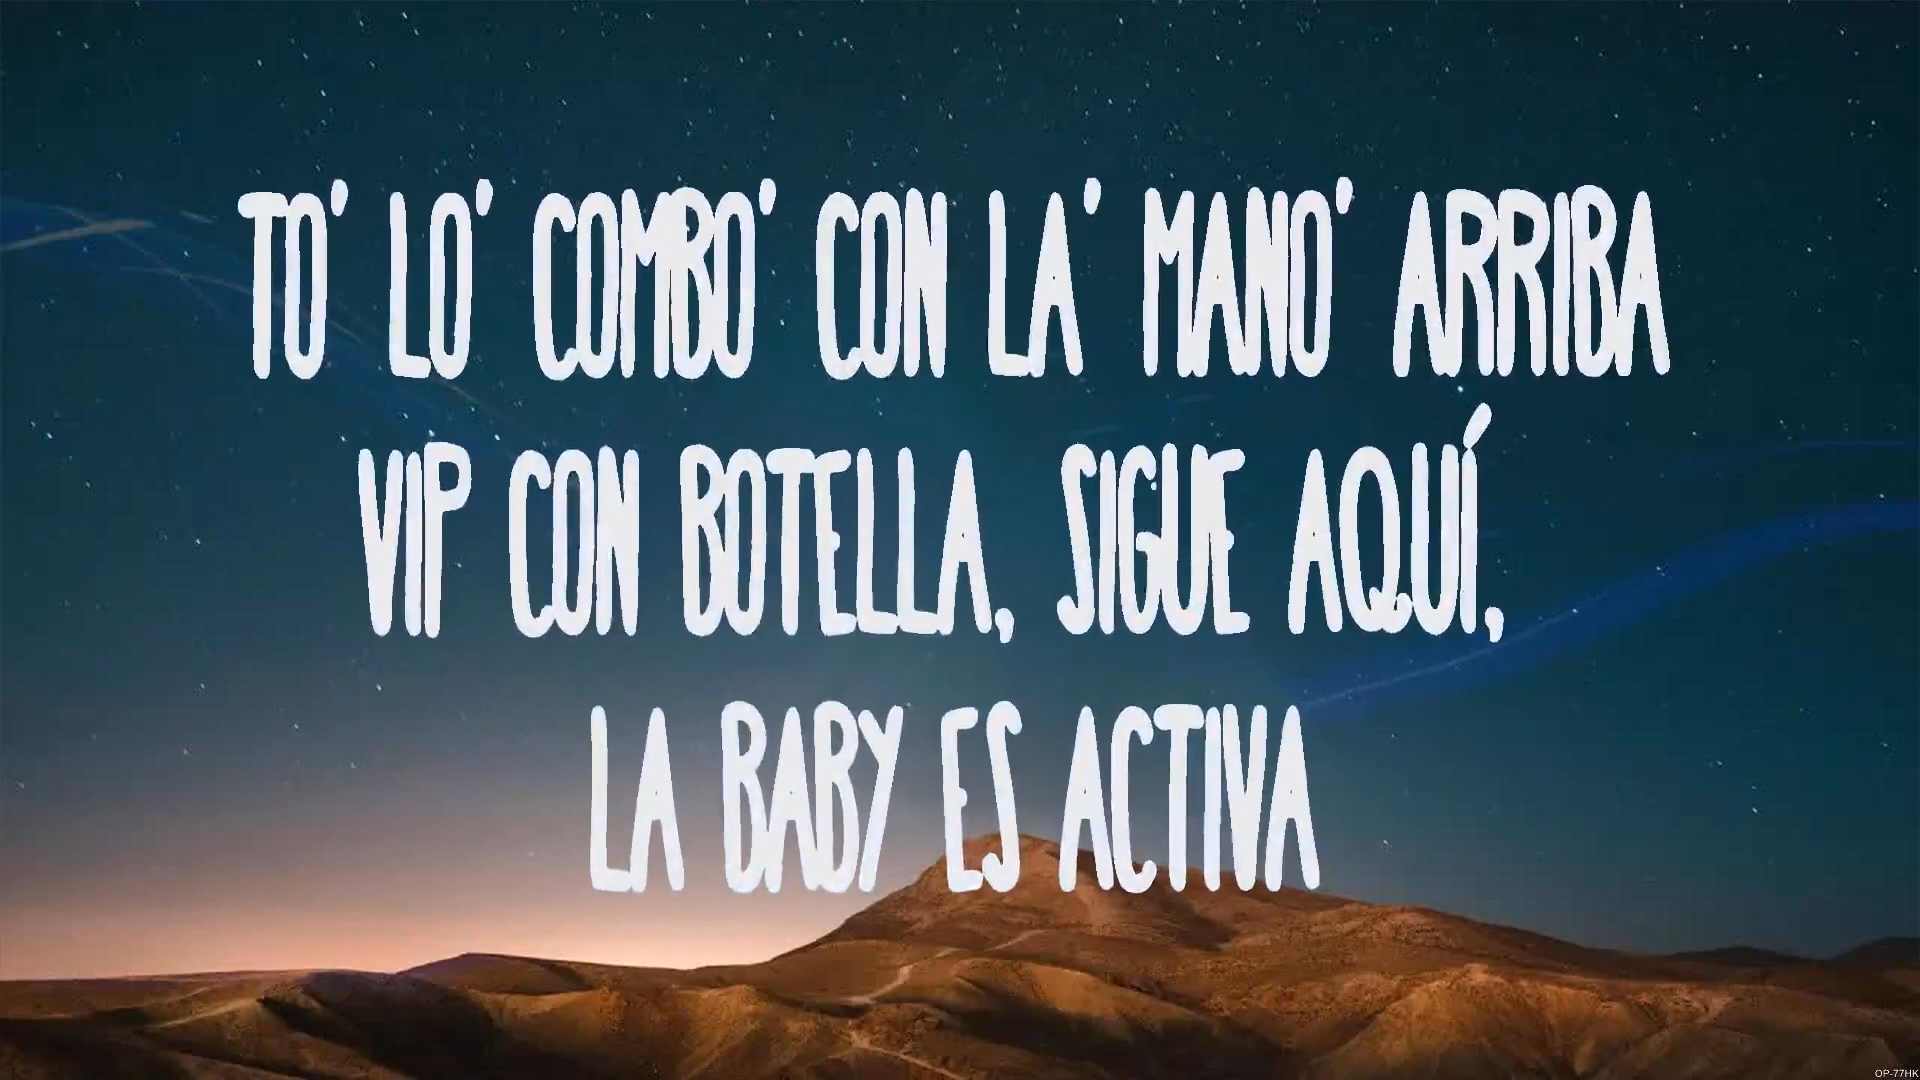 TO' LO' COMBO' CON LA' MANO' ARRIBA
VIP CON BOTELLA, SIGUE AQUÍ,
LA BABY ES ACTIVA
OP-77HK